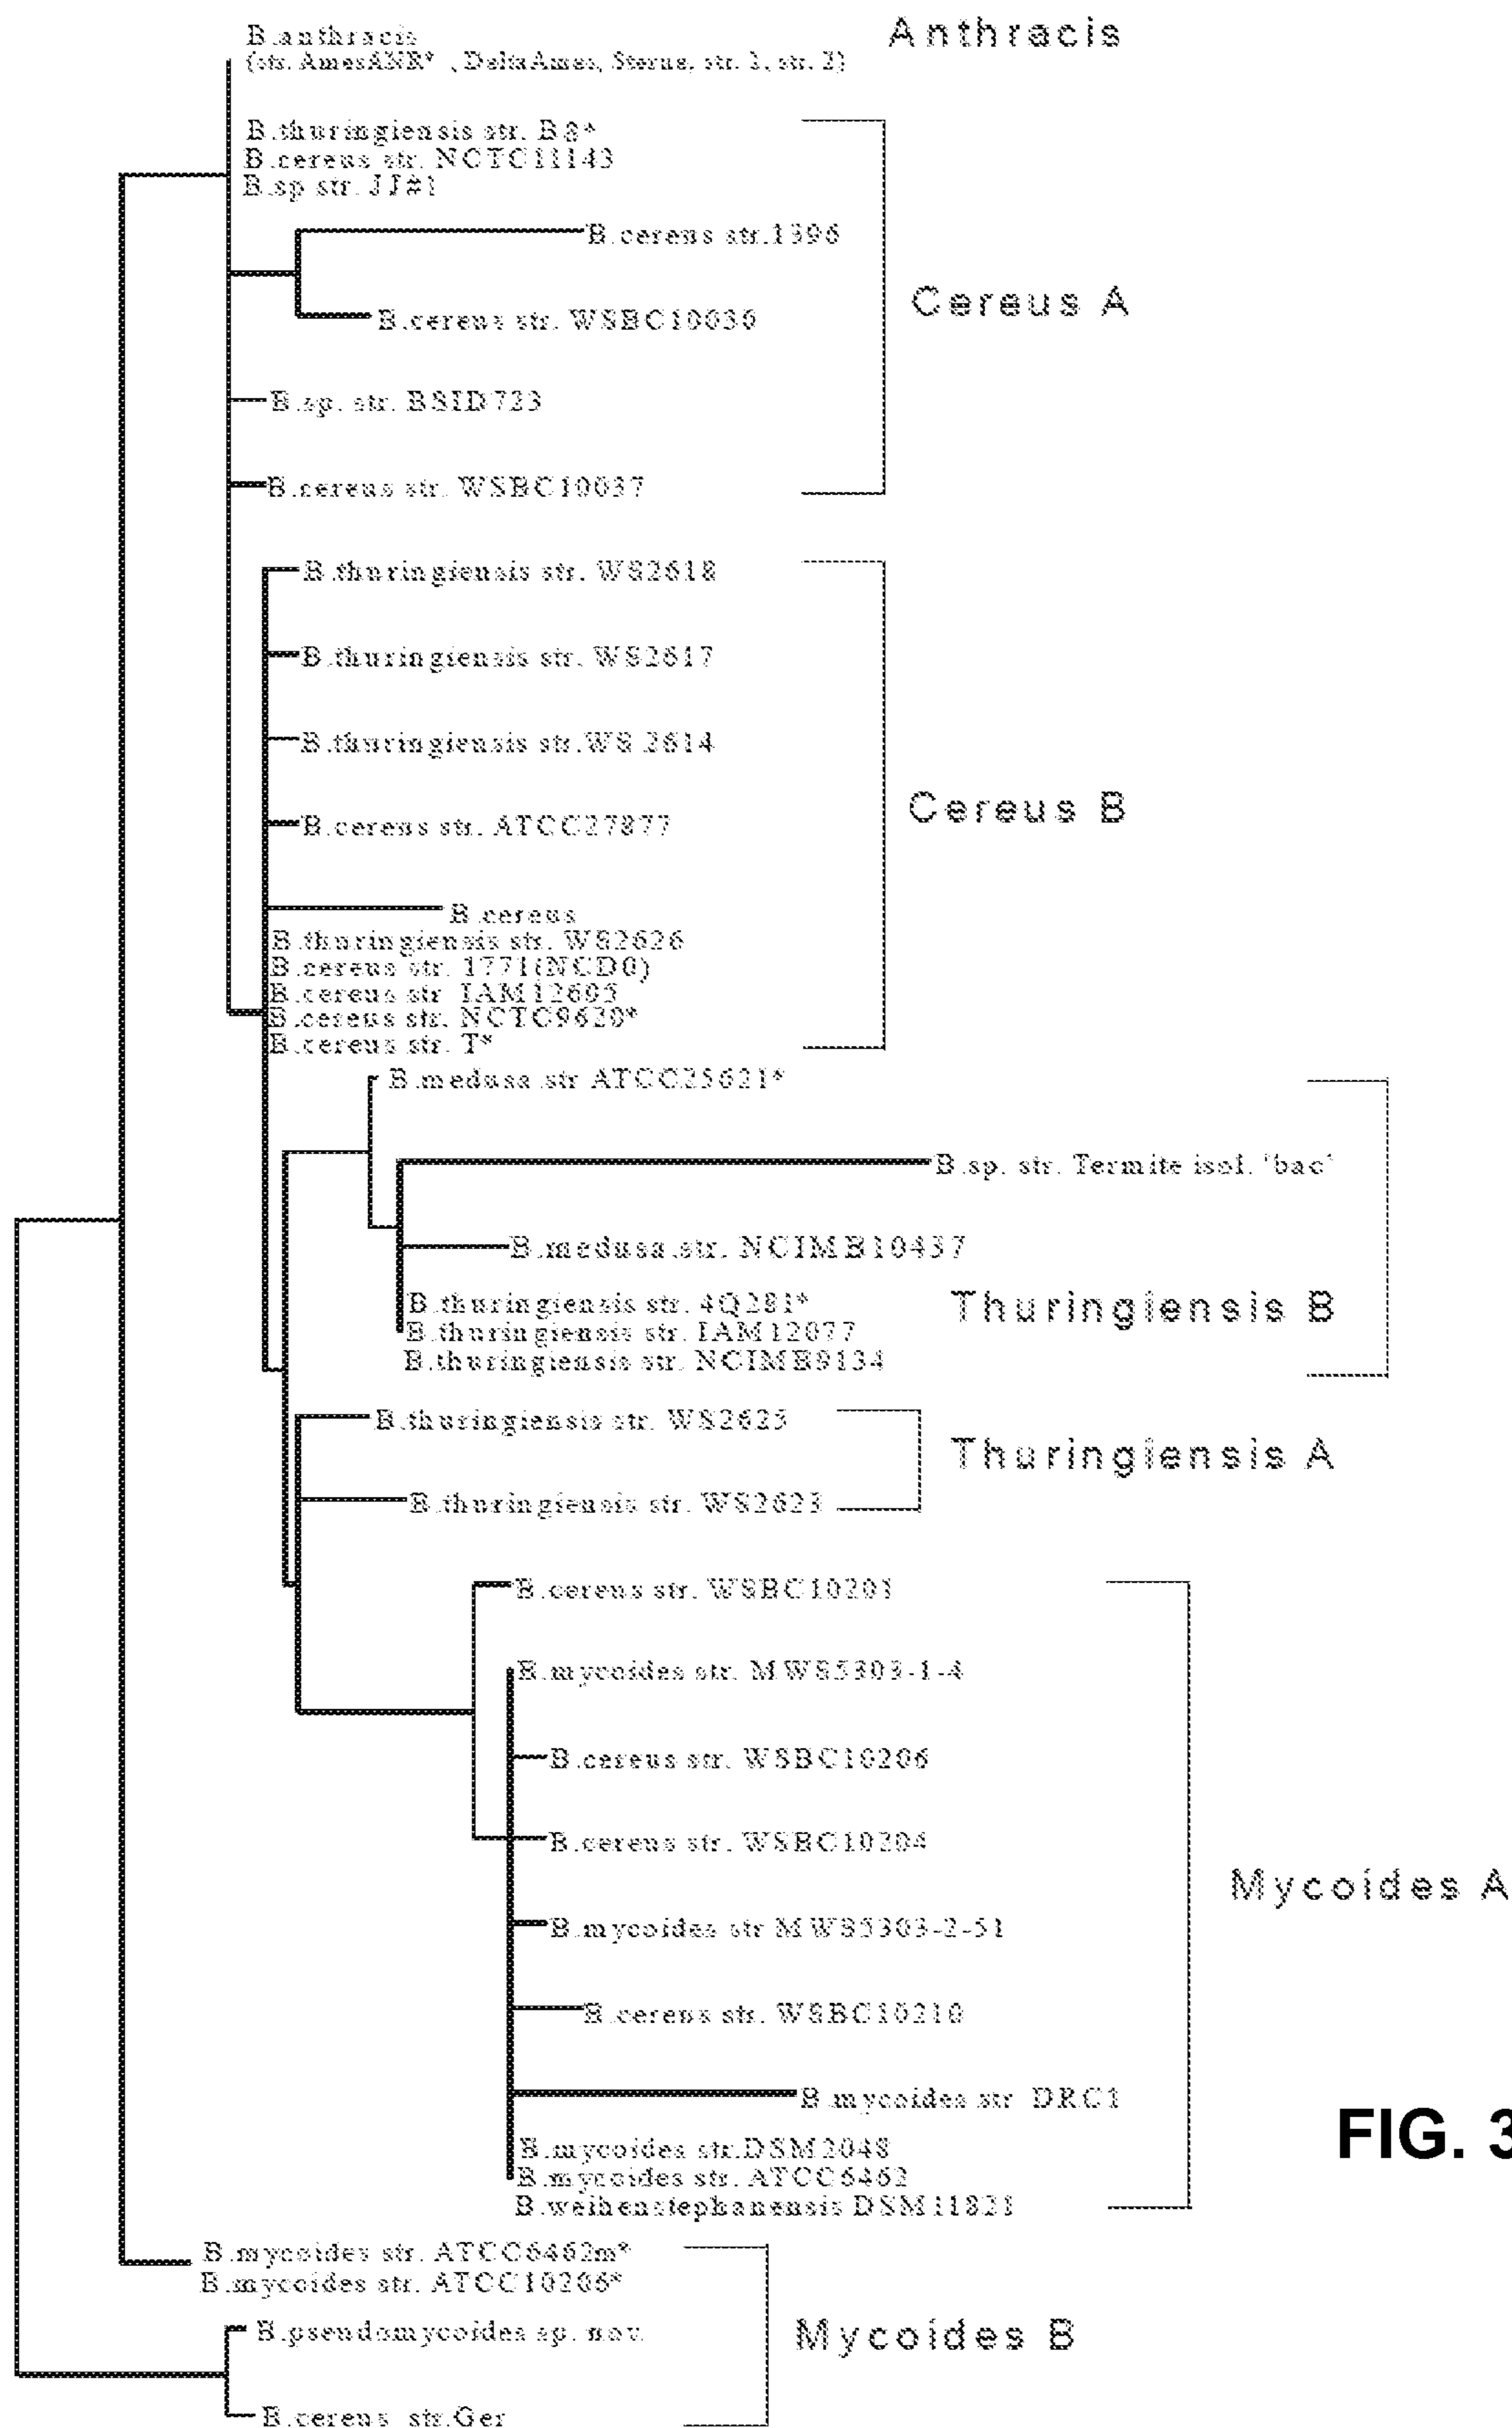 B.anthracis
(str. AmesANR* , DeltaAmes, Sterne, str. 1, str. 2)
Anthracis
B.thuringiensis str. B8*
B.cereus str. NCTC11143
B.sp str. JJ#1
B.cereus str.1396
B.cereus str. WSBC10030
Cereus A
B.sp. str. BSID723
B.cereus str. WSBC10037
B.thuringiensis str. WS2618
B.thuringiensis str. WS2617
B.thuringiensis str.WS 2614
B.cereus str. ATCC27877
Cereus B
B.cereus
B.thuringiensis str. WS2626
B.cereus str. 1771(NCD0)
B.cereus str. IAM12605
B.cereus str. NCTC9620*
B.cereus str. T*
B.medusa.str ATCC25621*
B.sp. str. Termite isol. 'bac'
B.medusa.str. NCIMB10437
B.thuringiensis str. 4Q281*
B.thuringiensis str. IAM12077
B.thuringiensis str. NCIMB9134
Thuringiensis B
B.thuringiensis str. WS2625
B.thuringiensis str. WS2623
Thuringiensis A
B.cereus str. WSBC10201
B.mycoides str. MWS5303-1-4
B.cereus str. WSBC10206
B.cereus str. WSBC10204
Mycoides A
B.mycoides str MWS5303-2-51
B.cereus str. WSBC10210
B.mycoides str DRC1
FIG. 3
B.mycoides str.DSM2048
B.mycoides str. ATCC6462
B.weihenstephanensis DSM11821
B.mycoides str. ATCC6462m*
B.mycoides str. ATCC10206*
B.pseudomycoides sp. nov.
Mycoides B
B.cereus str.Ger